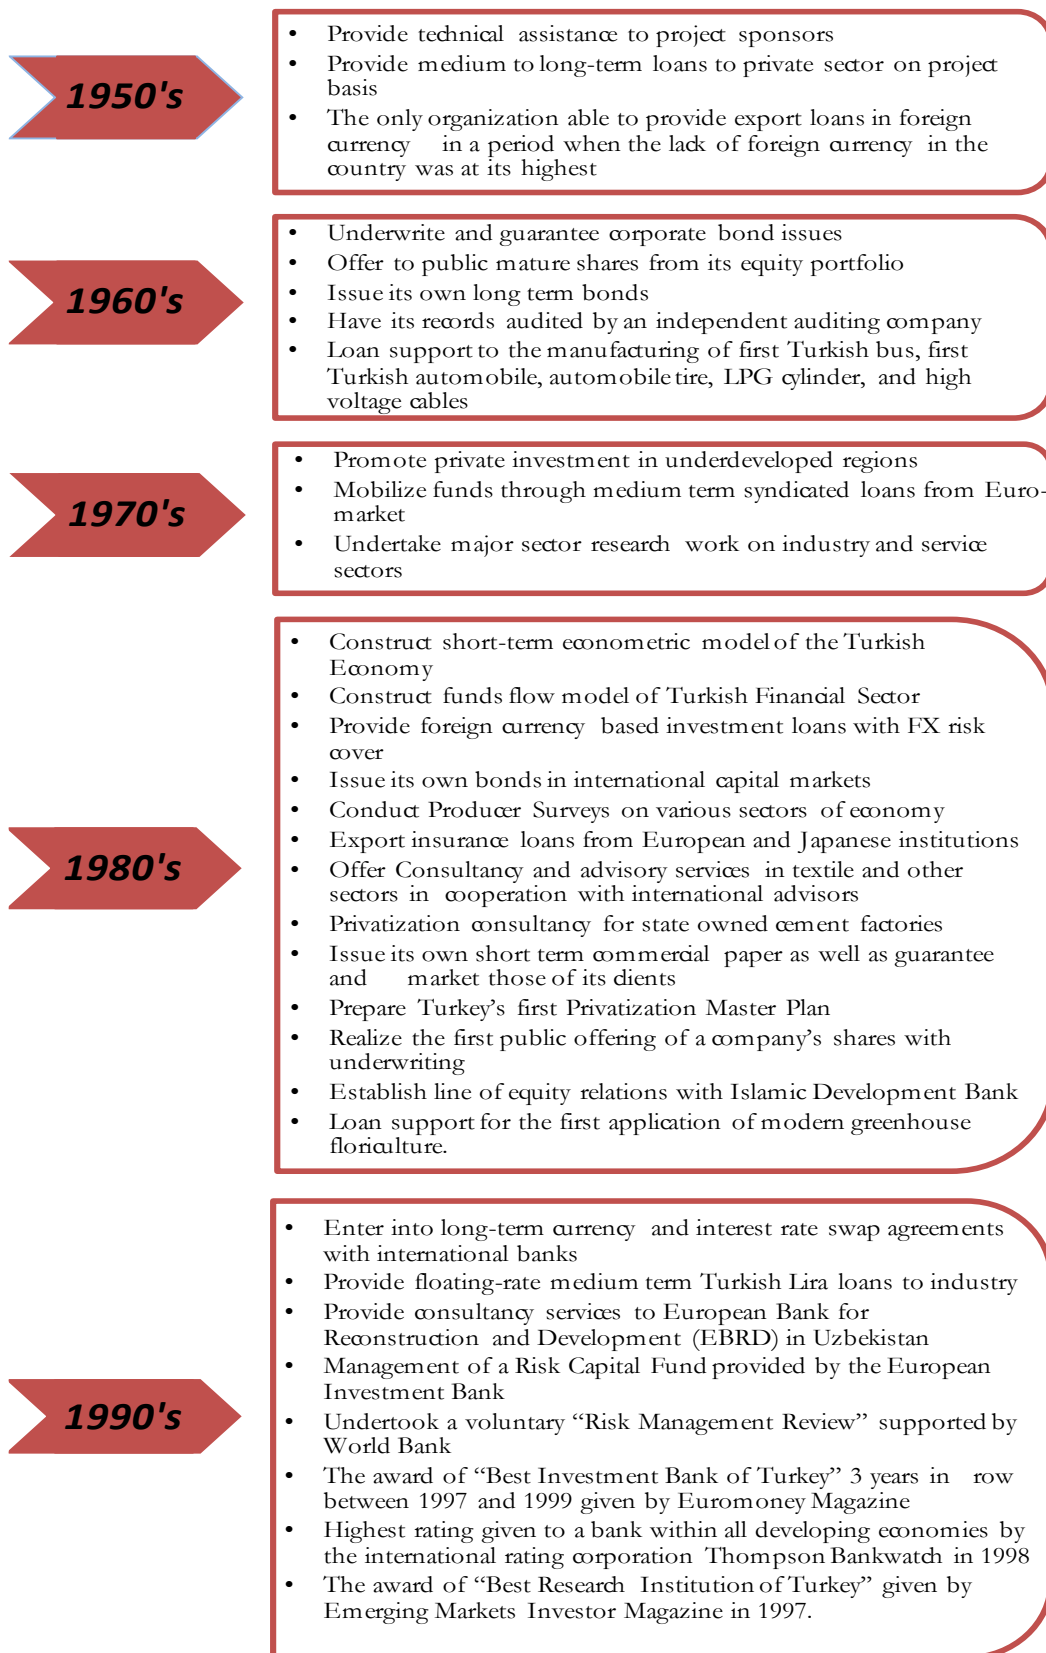 1950's
• Provide technical assistance to project sponsors
• Provide medium to long-term loans to private sector on project
basis
• The only organization able to provide export loans in foreign
currency in a period when the lack of foreign currency in the
country was at its highest
1960's
• Underwrite and guarantee corporate bond issues
• Offer to public mature shares from its equity portfolio
• Issue its own long term bonds
• Have its records audited by an independent auditing company
• Loan support to the manufacturing of first Turkish bus, first
Turkish automobile, automobile tire, LPG cylinder, and high
voltage cables
1970's
• Promote private investment in underdeveloped regions
• Mobilize funds through medium term syndicated loans from Euro-
market
• Undertake major sector research work on industry and service
sectors
1980's
• Construct short-term econometric model of the Turkish
Economy
• Construct funds flow model of Turkish Financial Sector
• Provide foreign currency based investment loans with FX risk
cover
• Issue its own bonds in international capital markets
• Conduct Producer Surveys on various sectors of economy
• Export insurance loans from European and Japanese institutions
• Offer Consultancy and advisory services in textile and other
sectors in cooperation with international advisors
• Privatization consultancy for state owned cement factories
• Issue its own short term commercial paper as well as guarantee
and market those of its clients
• Prepare Turkey’s first Privatization Master Plan
• Realize the first public offering of a company’s shares with
underwriting
• Establish line of equity relations with Islamic Development Bank
• Loan support for the first application of modern greenhouse
floriculture.
1990's
• Enter into long-term currency and interest rate swap agreements
with international banks
• Provide floating-rate medium term Turkish Lira loans to industry
• Provide consultancy services to European Bank for
Reconstruction and Development (EBRD) in Uzbekistan
• Management of a Risk Capital Fund provided by the European
Investment Bank
• Undertook a voluntary “Risk Management Review” supported by
World Bank
• The award of “Best Investment Bank of Turkey” 3 years in row
between 1997 and 1999 given by Euromoney Magazine
• Highest rating given to a bank within all developing economies by
the international rating corporation Thompson Bankwatch in 1998
• The award of “Best Research Institution of Turkey” given by
Emerging Markets Investor Magazine in 1997.